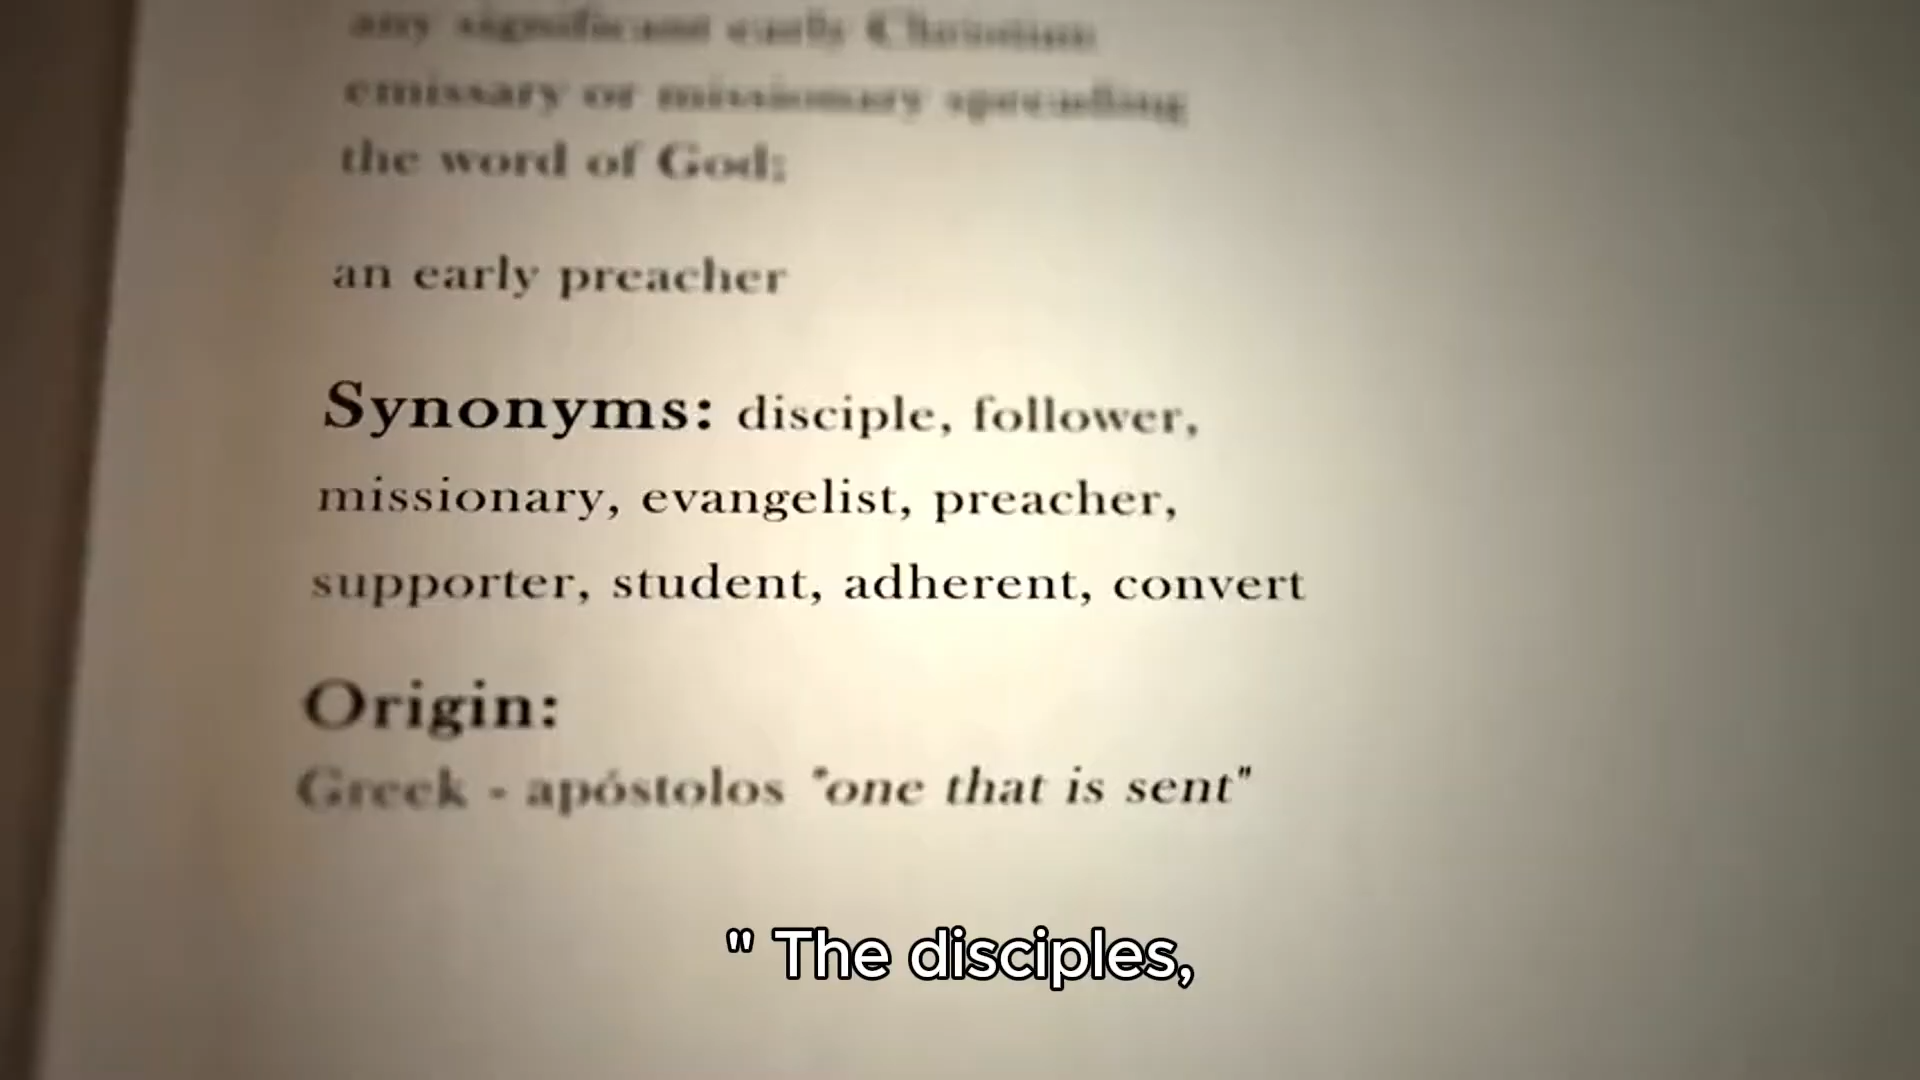 any significant early Christian
emissary or missionary spreading
the word of God;
an early preacher
Synonyms: disciple, follower,
missionary, evangelist, preacher,
supporter, student, adherent, convert
Origin:
Greek - apóstolos "one that is sent"
" The disciples,